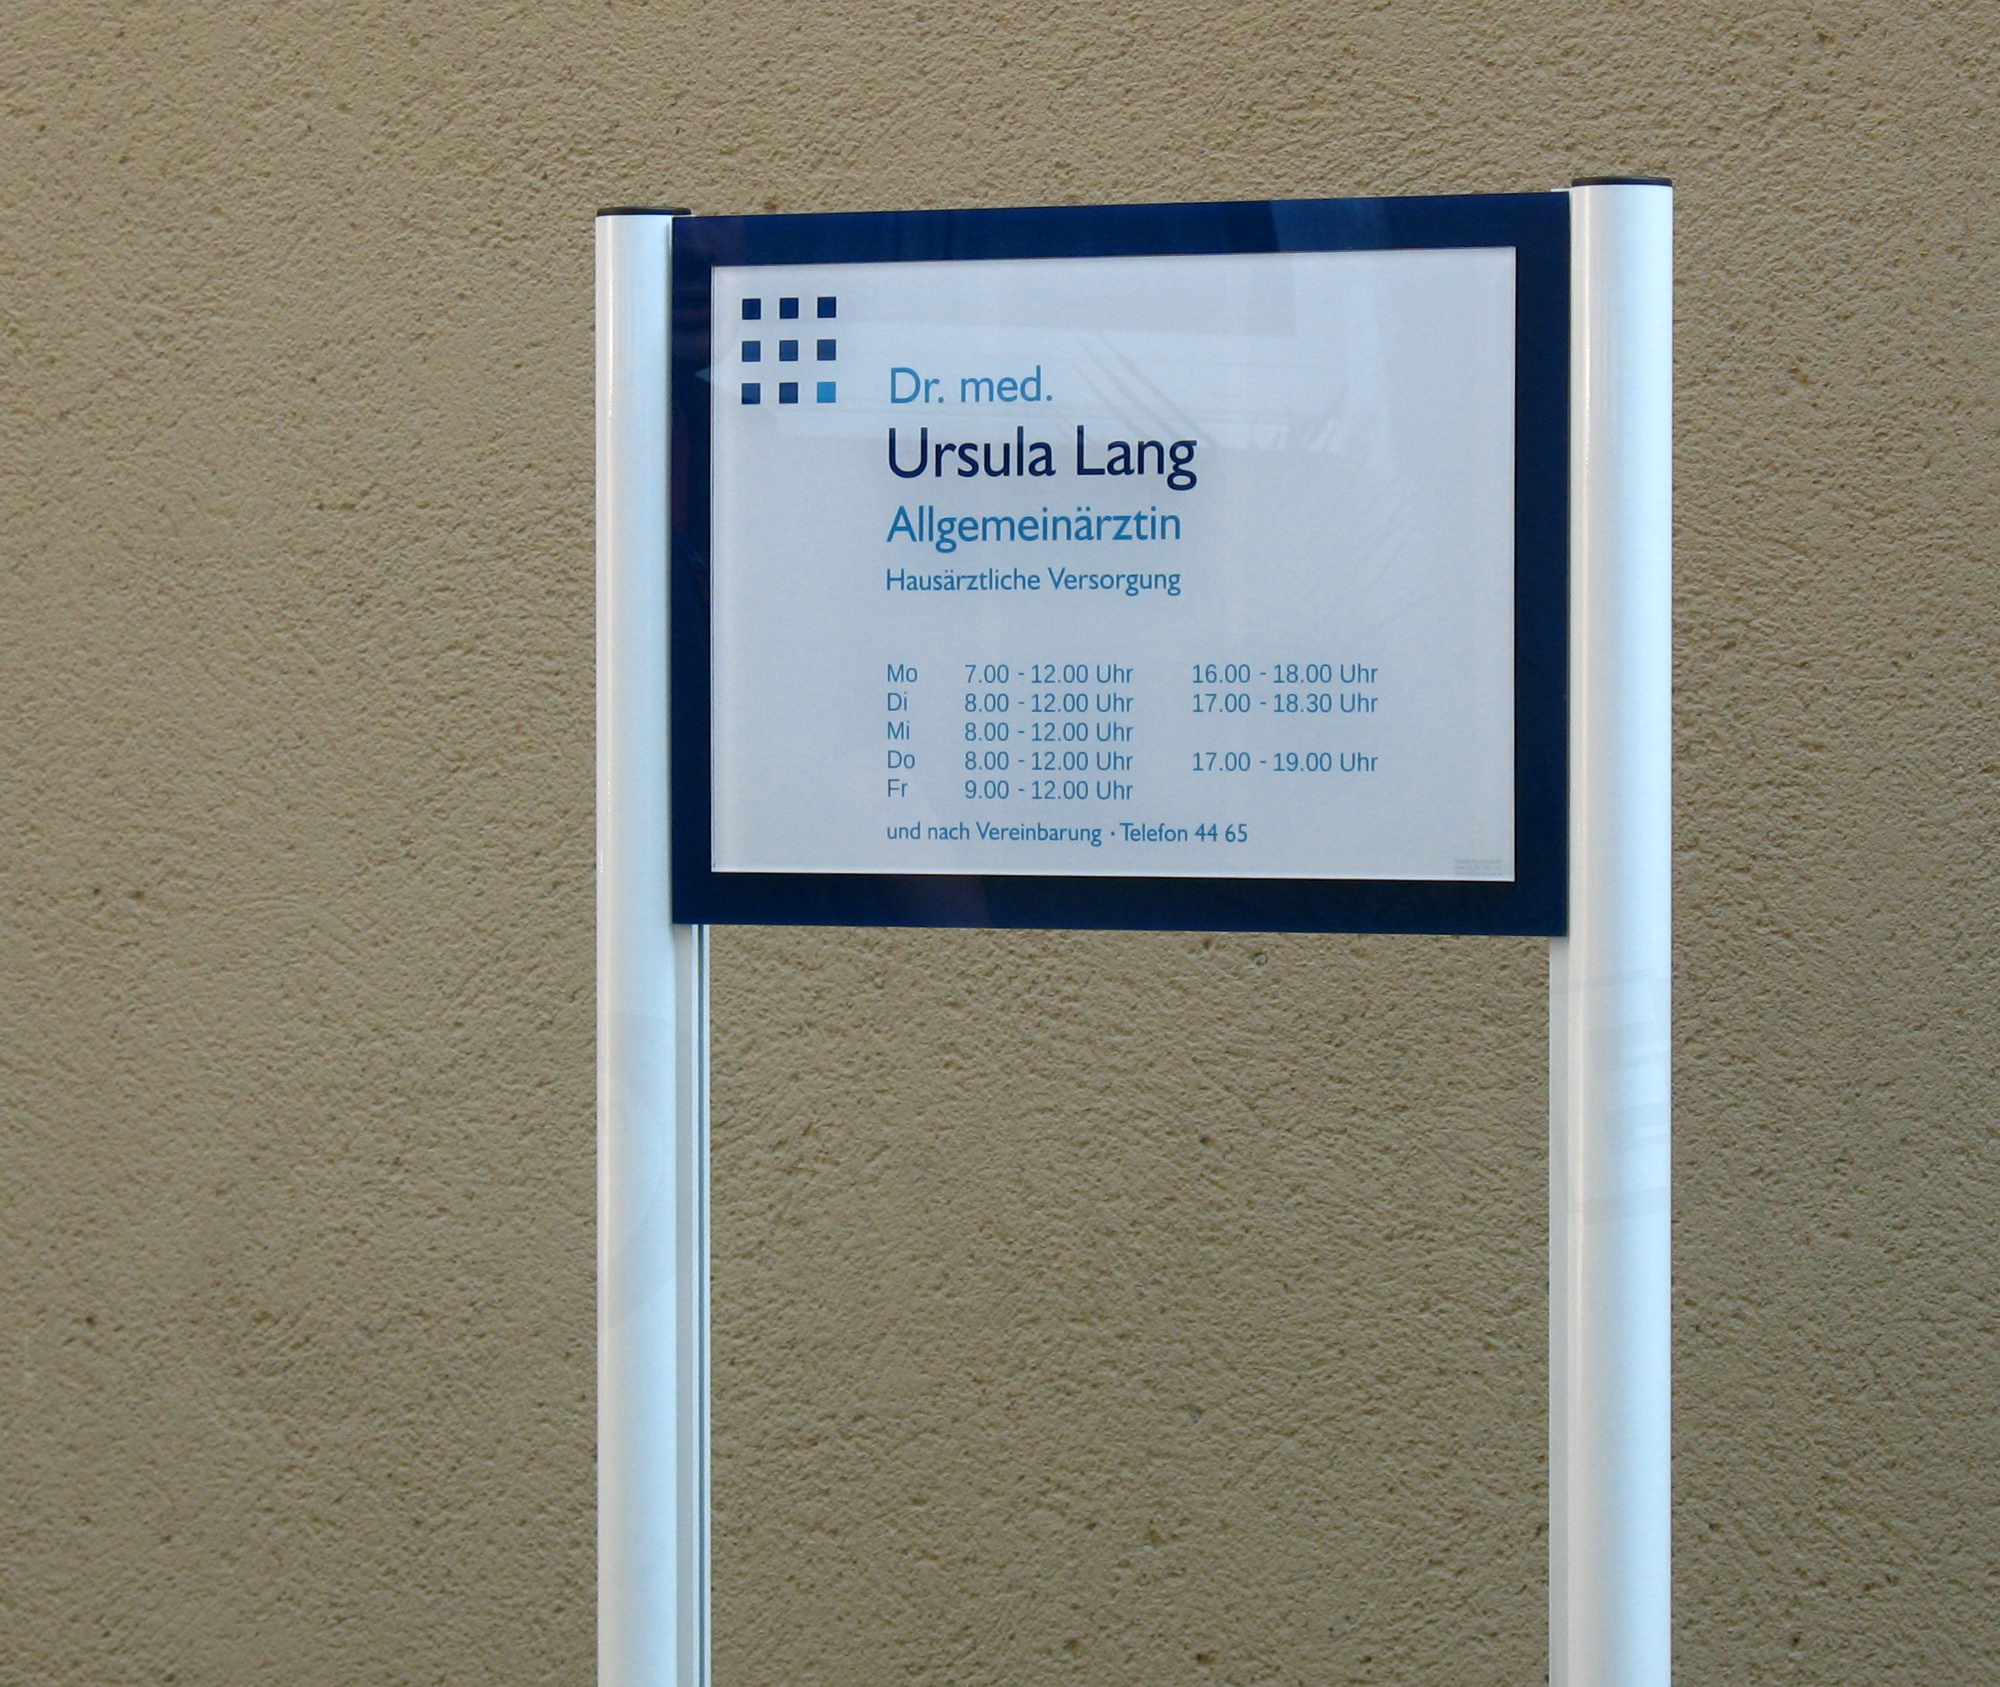 Dr. med.
Ursula Lang
Allgemeinärztin
Hausärztliche Versorgung
Mo 7.00 - 12.00 Uhr 16.00 - 18.00 Uhr
Di 8.00 - 12.00 Uhr 17.00 - 18.30 Uhr
Mi 8.00 - 12.00 Uhr
Do 8.00 - 12.00 Uhr 17.00 - 19.00 Uhr
Fr 9.00 - 12.00 Uhr
und nach Vereinbarung · Telefon 44 65